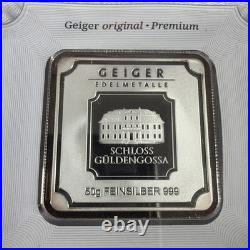 Geiger original · Premium
GEIGER
EDELMETALLE
SCHLOSS
GÜLDENGOSSA
50g FEINSILBER 999